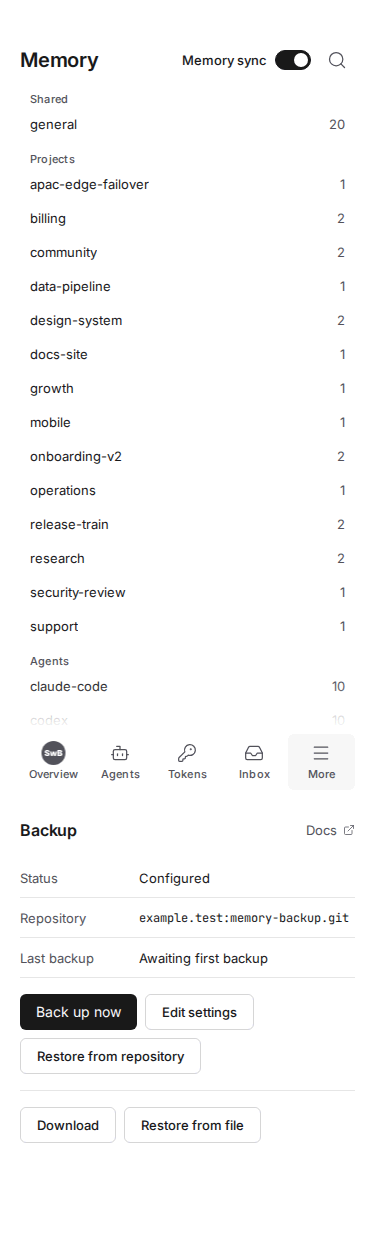 Memory
Memory sync
Shared
general 20
Projects
apac-edge-failover 1
billing 2
community 2
data-pipeline 1
design-system 2
docs-site 1
growth 1
mobile 1
onboarding-v2 2
operations 1
release-train 2
research 2
security-review 1
support 1
Agents
claude-code 10
codex 10
SwB
Overview Agents Tokens Inbox More
Backup Docs
Status Configured
Repository example.test:memory-backup.git
Last backup Awaiting first backup
Back up now Edit settings
Restore from repository
Download Restore from file